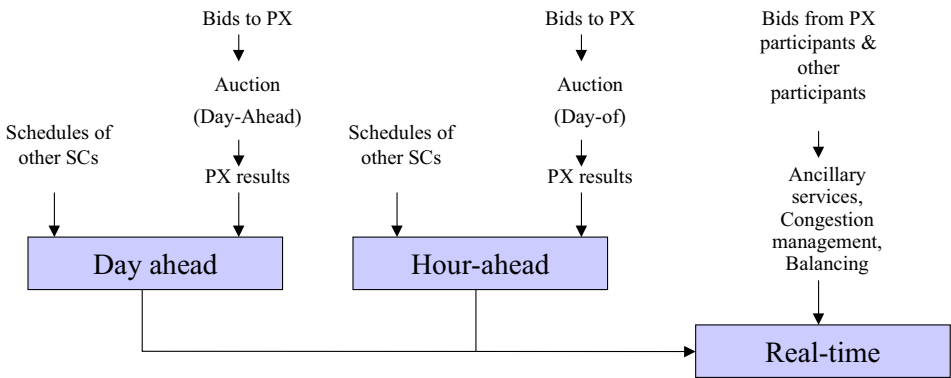 Bids to PX
Auction
(Day-Ahead)
Schedules of
other SCs
PX results
Day ahead
Bids to PX
Auction
(Day-of)
Schedules of
other SCs
PX results
Hour-ahead
Bids from PX
participants &
other
participants
Ancillary
services,
Congestion
management,
Balancing
Real-time